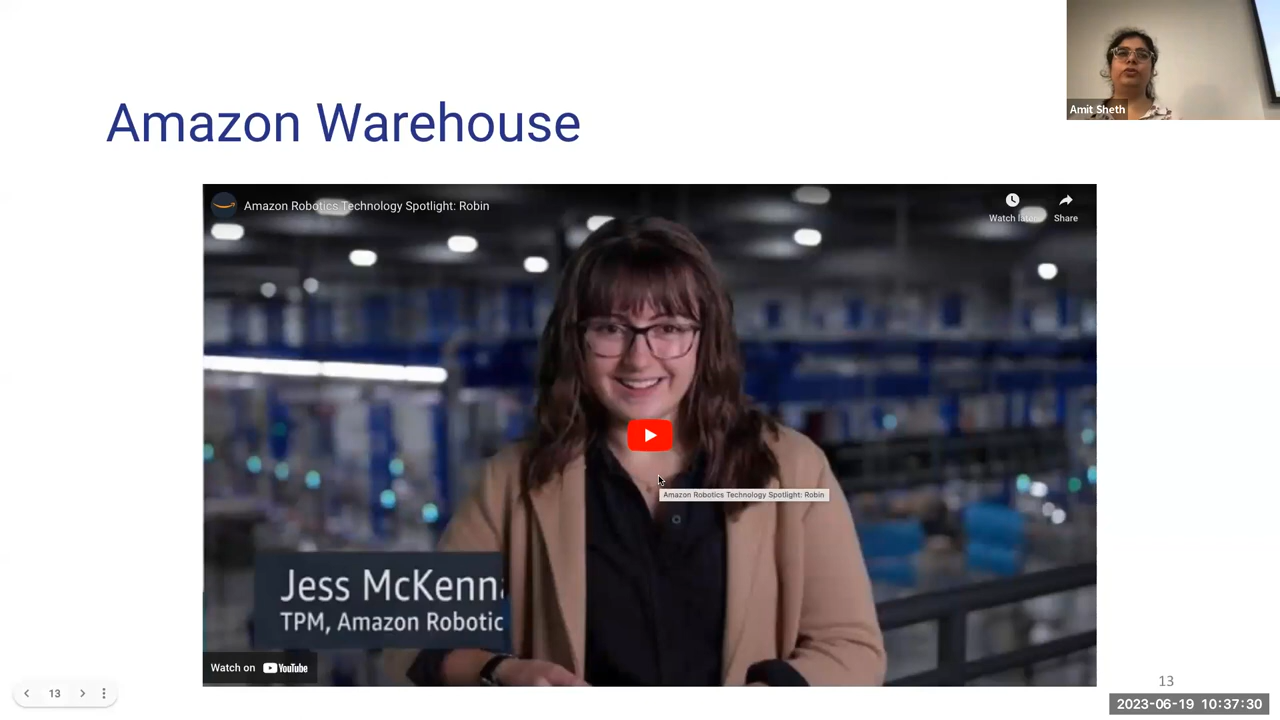 Amit Sheth
Amazon Warehouse
Amazon Robotics Technology Spotlight: Robin
Watch later
Share
Amazon Robotics Technology Spotlight: Robin
Jess McKenna
TPM, Amazon Robotic
Watch on YouTube
13
13
2023-06-19 10:37:30